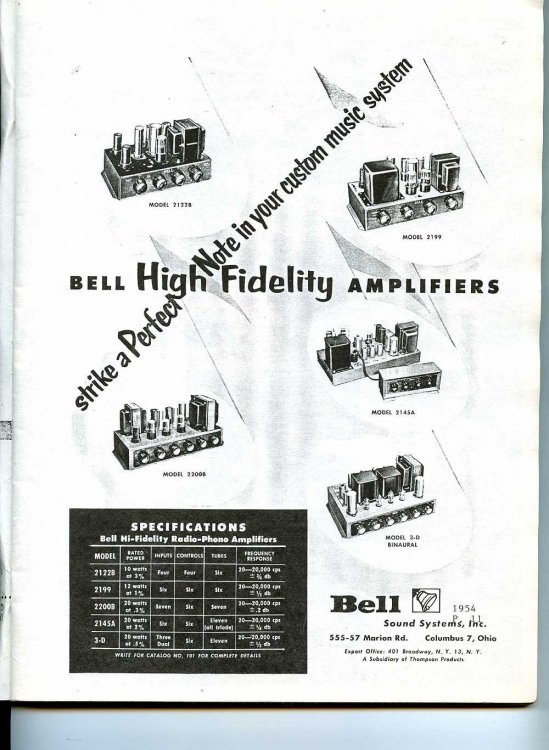 strike a Perfect Note in your custom music system
MODEL 2122B
MODEL 2199
BELL High Fidelity AMPLIFIERS
MODEL 2145A
MODEL 2200B
MODEL 3-D
BINAURAL
SPECIFICATIONS
Bell Hi-Fidelity Radio-Phono Amplifiers
MODEL RATED POWER INPUTS CONTROLS TUBES FREQUENCY RESPONSE
2122B 10 watts at 3% Four Four Six 20—20,000 cps ± ¾ db
2199 12 watts at 1% Six Six Six 20—20,000 cps ± ½ db
2200B 20 watts at .3% Seven Six Seven 20—20,000 cps ± .2 db
2145A 20 watts at 2% Six Six Eleven (all triode) 20—30,000 cps ± ¼ db
3-D 20 watts at .5% Three Dual Six Eleven 20—20,000 cps ± ½ db
WRITE FOR CATALOG NO. 101 FOR COMPLETE DETAILS
Bell
1954
P. 11
Sound Systems, Inc.
555-57 Marion Rd. Columbus 7, Ohio
Export Office: 401 Broadway, N. Y. 13, N. Y.
A Subsidiary of Thompson Products